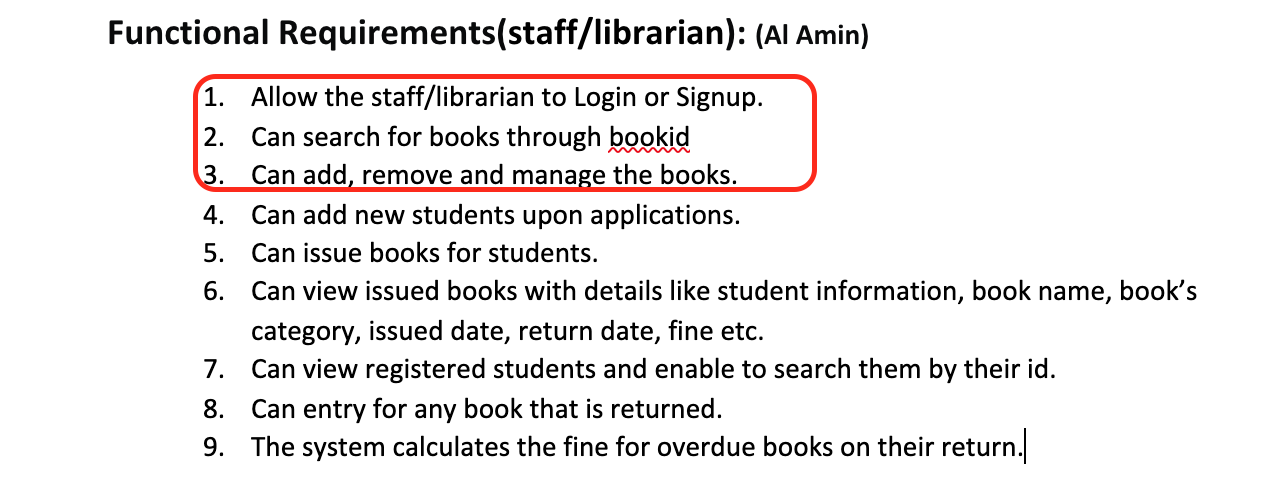 Functional Requirements(staff/librarian): (Al Amin)
1. Allow the staff/librarian to Login or Signup.
2. Can search for books through bookid
3. Can add, remove and manage the books.
4. Can add new students upon applications.
5. Can issue books for students.
6. Can view issued books with details like student information, book name, book’s
category, issued date, return date, fine etc.
7. Can view registered students and enable to search them by their id.
8. Can entry for any book that is returned.
9. The system calculates the fine for overdue books on their return.